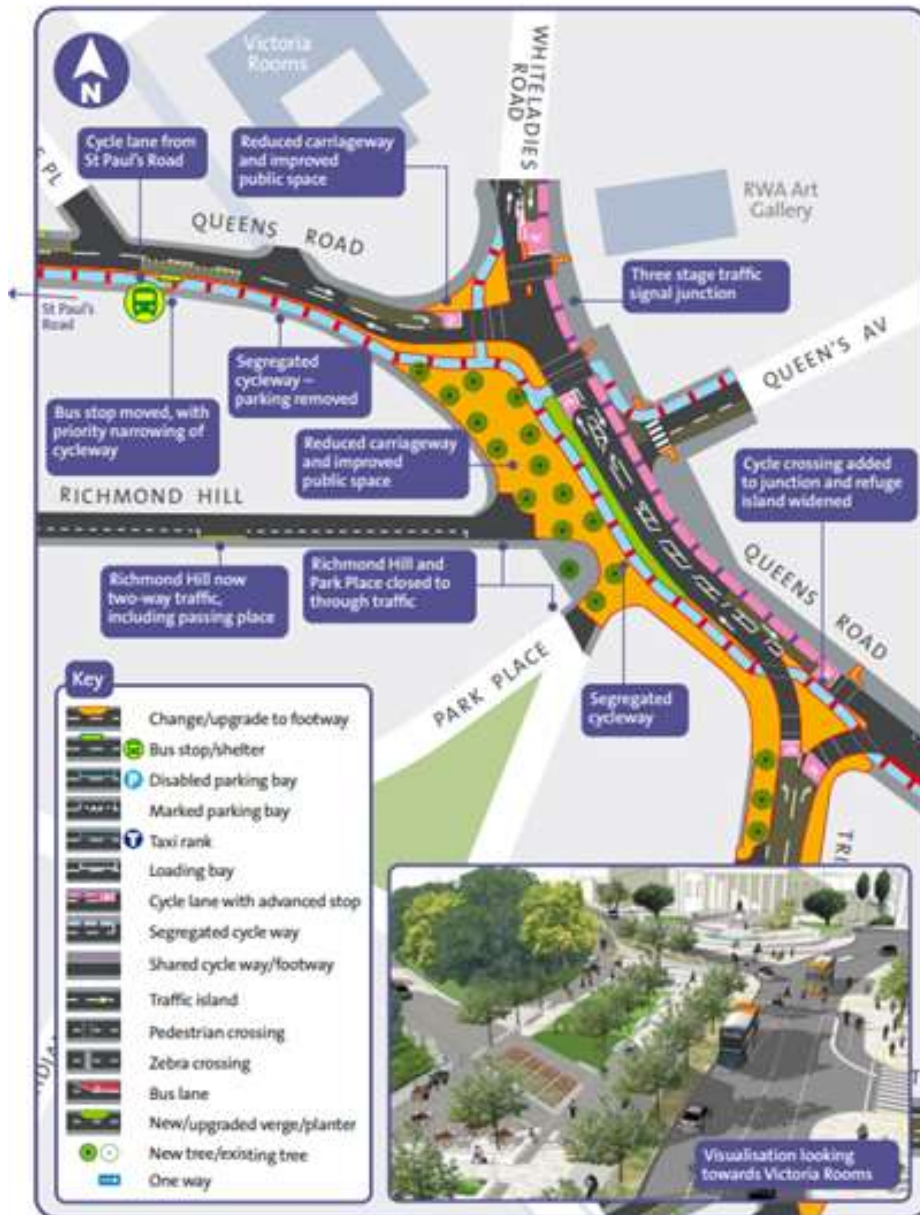 Victoria
Rooms
WHITELADIES
ROAD
N
Cycle lane from
St Paul's Road
Reduced carriageway
and improved
public space
RWA Art
Gallery
PL
QUEENS ROAD
Three stage traffic
signal junction
St Paul's
Road
Segregated
cycleway –
parking removed
QUEEN'S AV
Bus stop moved, with
priority narrowing of
cycleway
Reduced carriageway
and improved
public space
Cycle crossing added
to junction and refuge
island widened
RICHMOND HILL
Richmond Hill now
two-way traffic,
including passing place
Richmond Hill and
Park Place closed to
through traffic
QUEENS ROAD
PARK PLACE
Segregated
cycleway
Key
Change/upgrade to footway
Bus stop/shelter
P Disabled parking bay
Marked parking bay
T Taxi rank
Loading bay
Cycle lane with advanced stop
Segregated cycle way
Shared cycle way/footway
Traffic island
Pedestrian crossing
Zebra crossing
Bus lane
New/upgraded verge/planter
New tree/existing tree
One way
TRI
Visualisation looking
towards Victoria Rooms